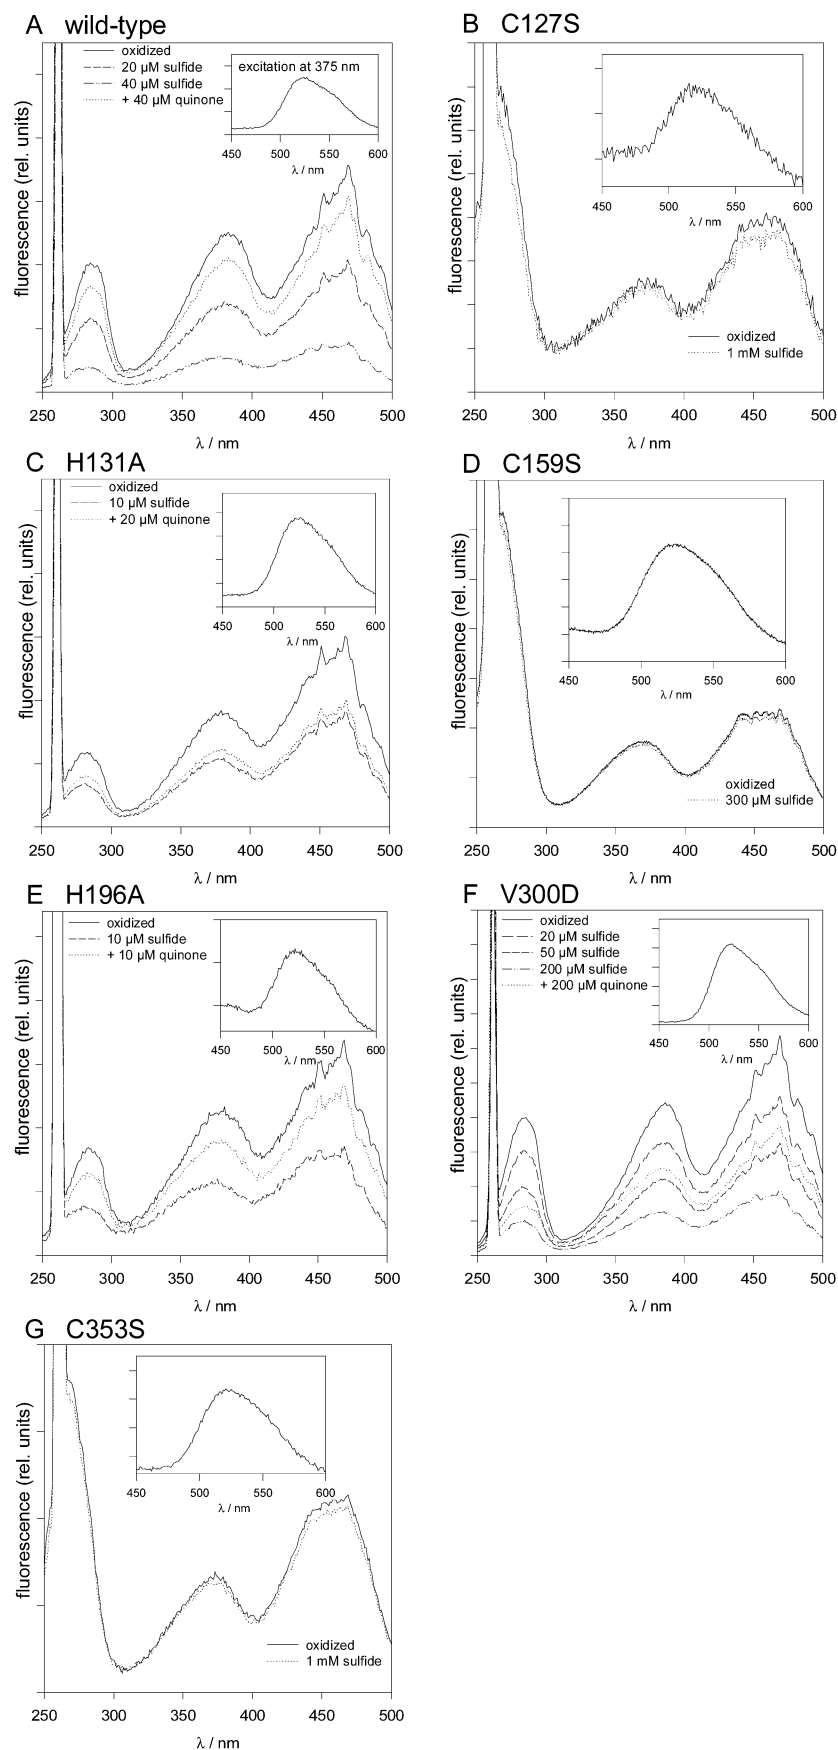 A wild-type
oxidized
20 µM sulfide
40 µM sulfide
+ 40 µM quinone
excitation at 375 nm
450 500 550 600
λ / nm
fluorescence (rel. units)
250 300 350 400 450 500
λ / nm
B C127S
450 500 550 600
λ / nm
fluorescence (rel. units)
oxidized
1 mM sulfide
250 300 350 400 450 500
λ / nm
C H131A
oxidized
10 µM sulfide
+ 20 µM quinone
450 500 550 600
λ / nm
fluorescence (rel. units)
250 300 350 400 450 500
λ / nm
D C159S
450 500 550 600
λ / nm
fluorescence (rel. units)
oxidized
300 µM sulfide
250 300 350 400 450 500
λ / nm
E H196A
oxidized
10 µM sulfide
+ 10 µM quinone
450 500 550 600
λ / nm
fluorescence (rel. units)
250 300 350 400 450 500
λ / nm
F V300D
oxidized
20 µM sulfide
50 µM sulfide
200 µM sulfide
+ 200 µM quinone
450 500 550 600
λ / nm
fluorescence (rel. units)
250 300 350 400 450 500
λ / nm
G C353S
450 500 550 600
λ / nm
fluorescence (rel. units)
oxidized
1 mM sulfide
250 300 350 400 450 500
λ / nm